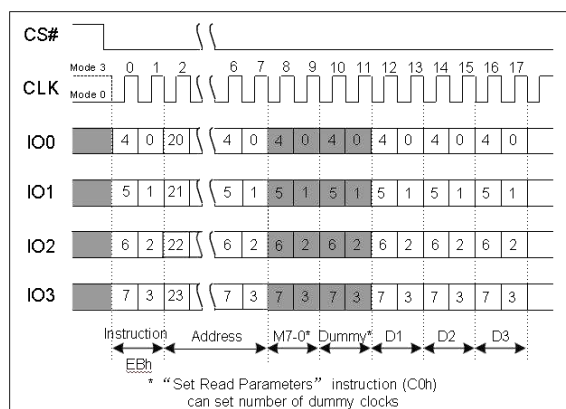 CS#
Mode 3 0 1 2 6 7 8 9 10 11 12 13 14 15 16 17
CLK
Mode 0
IO0 4 0 20 4 0 4 0 4 0 4 0 4 0 4 0
IO1 5 1 21 5 1 5 1 5 1 5 1 5 1 5 1
IO2 6 2 22 6 2 6 2 6 2 6 2 6 2 6 2
IO3 7 3 23 7 3 7 3 7 3 7 3 7 3 7 3
Instruction Address M7-0* Dummy* D1 D2 D3
EBh
* “Set Read Parameters” instruction (C0h)
can set number of dummy clocks